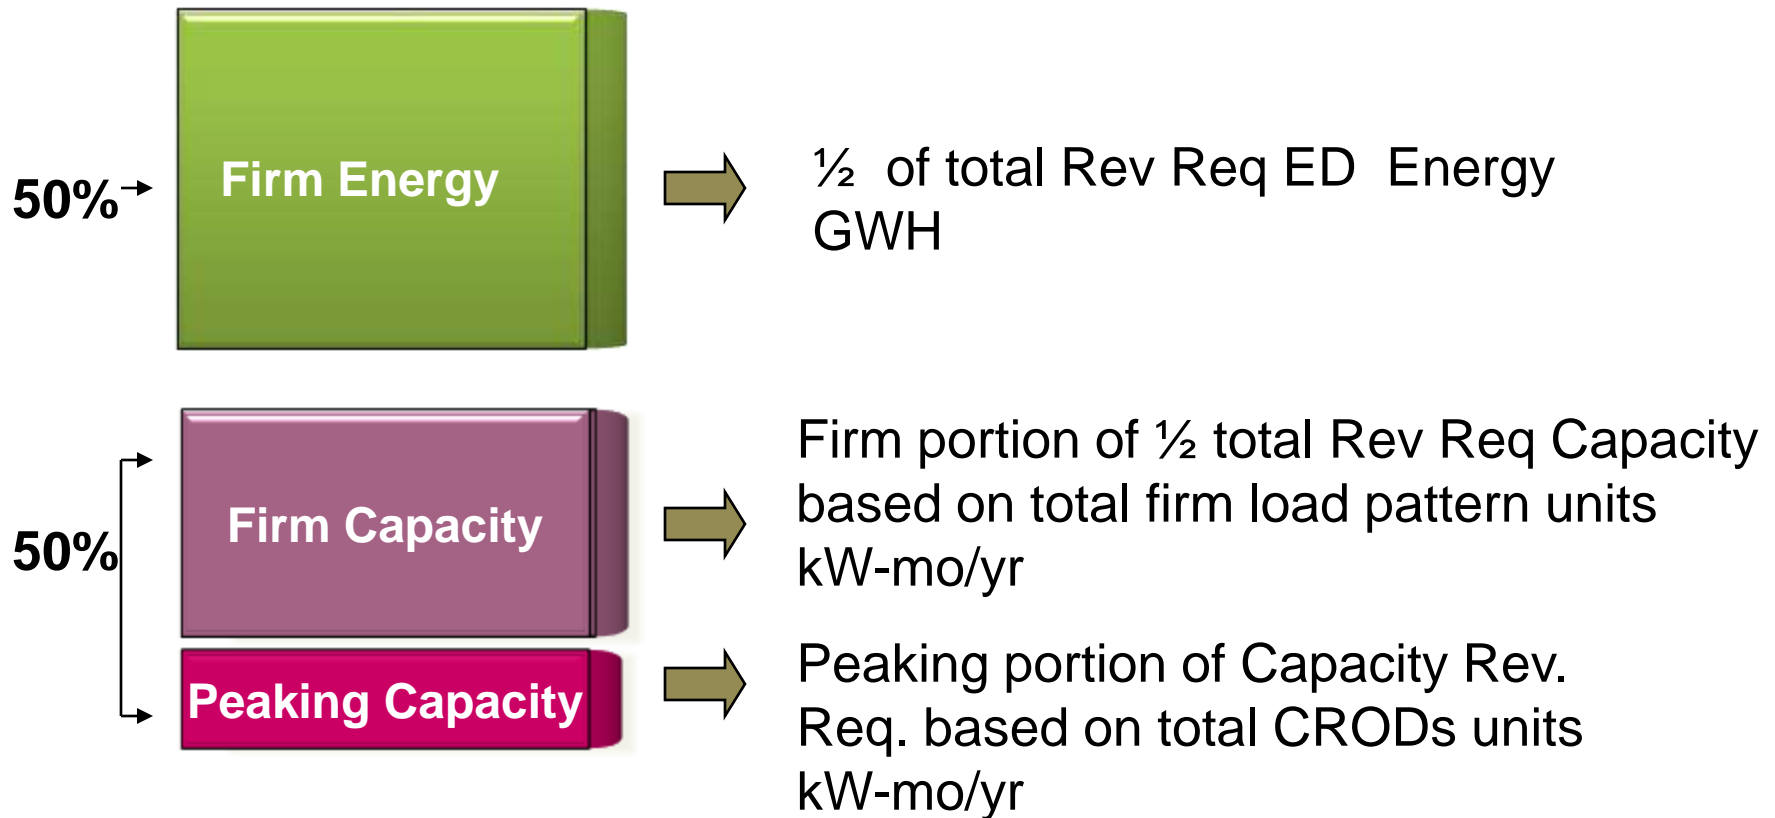 50%
Firm Energy
½ of total Rev Req ED Energy
GWH
50%
Firm Capacity
Firm portion of ½ total Rev Req Capacity
based on total firm load pattern units
kW-mo/yr
Peaking Capacity
Peaking portion of Capacity Rev.
Req. based on total CRODs units
kW-mo/yr